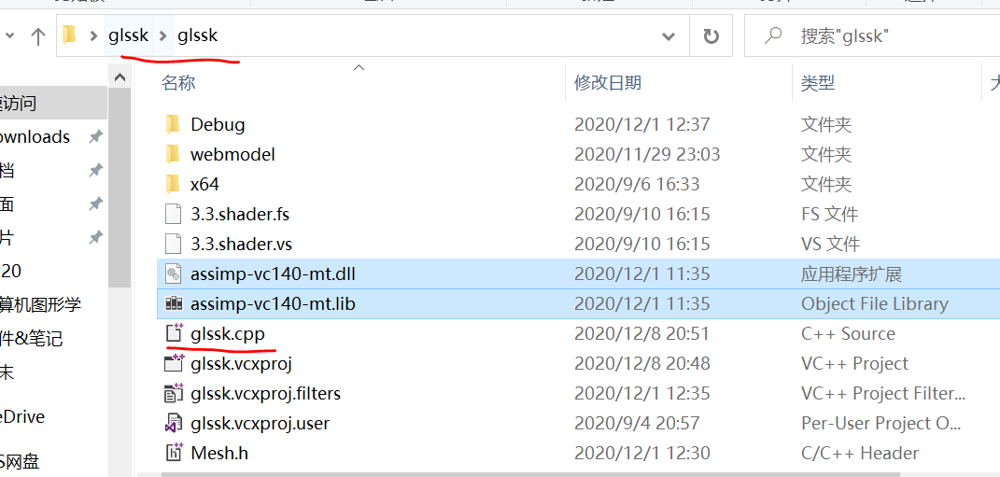 glssk > glssk
搜索"glssk"
名称 修改日期 类型
访问
Debug 2020/12/1 12:37 文件夹
ownloads
webmodel 2020/11/29 23:03 文件夹
档
x64 2020/9/6 16:33 文件夹
面
3.3.shader.fs 2020/9/10 16:15 FS 文件
片
3.3.shader.vs 2020/9/10 16:15 VS 文件
20
assimp-vc140-mt.dll 2020/12/1 11:35 应用程序扩展
算机图形学
assimp-vc140-mt.lib 2020/12/1 11:35 Object File Library
件&笔记
glssk.cpp 2020/12/8 20:51 C++ Source
末
glssk.vcxproj 2020/12/8 20:48 VC++ Project
glssk.vcxproj.filters 2020/12/1 12:35 VC++ Project Filter...
eDrive
glssk.vcxproj.user 2020/9/4 20:57 Per-User Project O...
S网盘
Mesh.h 2020/12/1 12:30 C/C++ Header